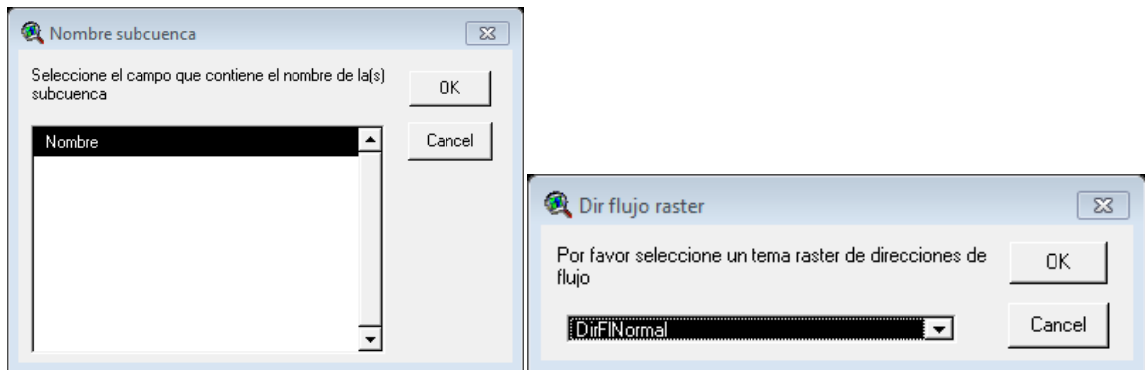 Nombre subcuenca
Seleccione el campo que contiene el nombre de la(s)
subcuenca
OK
Nombre
Cancel
Dir flujo raster
Por favor seleccione un tema raster de direcciones de
flujo
OK
DirFlNormal
Cancel